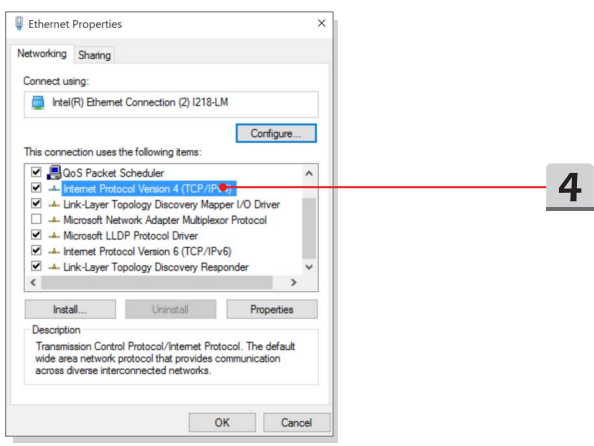 Ethernet Properties
Networking Sharing
Connect using:
Intel(R) Ethernet Connection (2) I218-LM
Configure...
This connection uses the following items:
QoS Packet Scheduler
Internet Protocol Version 4 (TCP/IPv4)
Link-Layer Topology Discovery Mapper I/O Driver
Microsoft Network Adapter Multiplexor Protocol
Microsoft LLDP Protocol Driver
Internet Protocol Version 6 (TCP/IPv6)
Link-Layer Topology Discovery Responder
Install... Uninstall Properties
Description
Transmission Control Protocol/Internet Protocol. The default
wide area network protocol that provides communication
across diverse interconnected networks.
OK Cancel
4